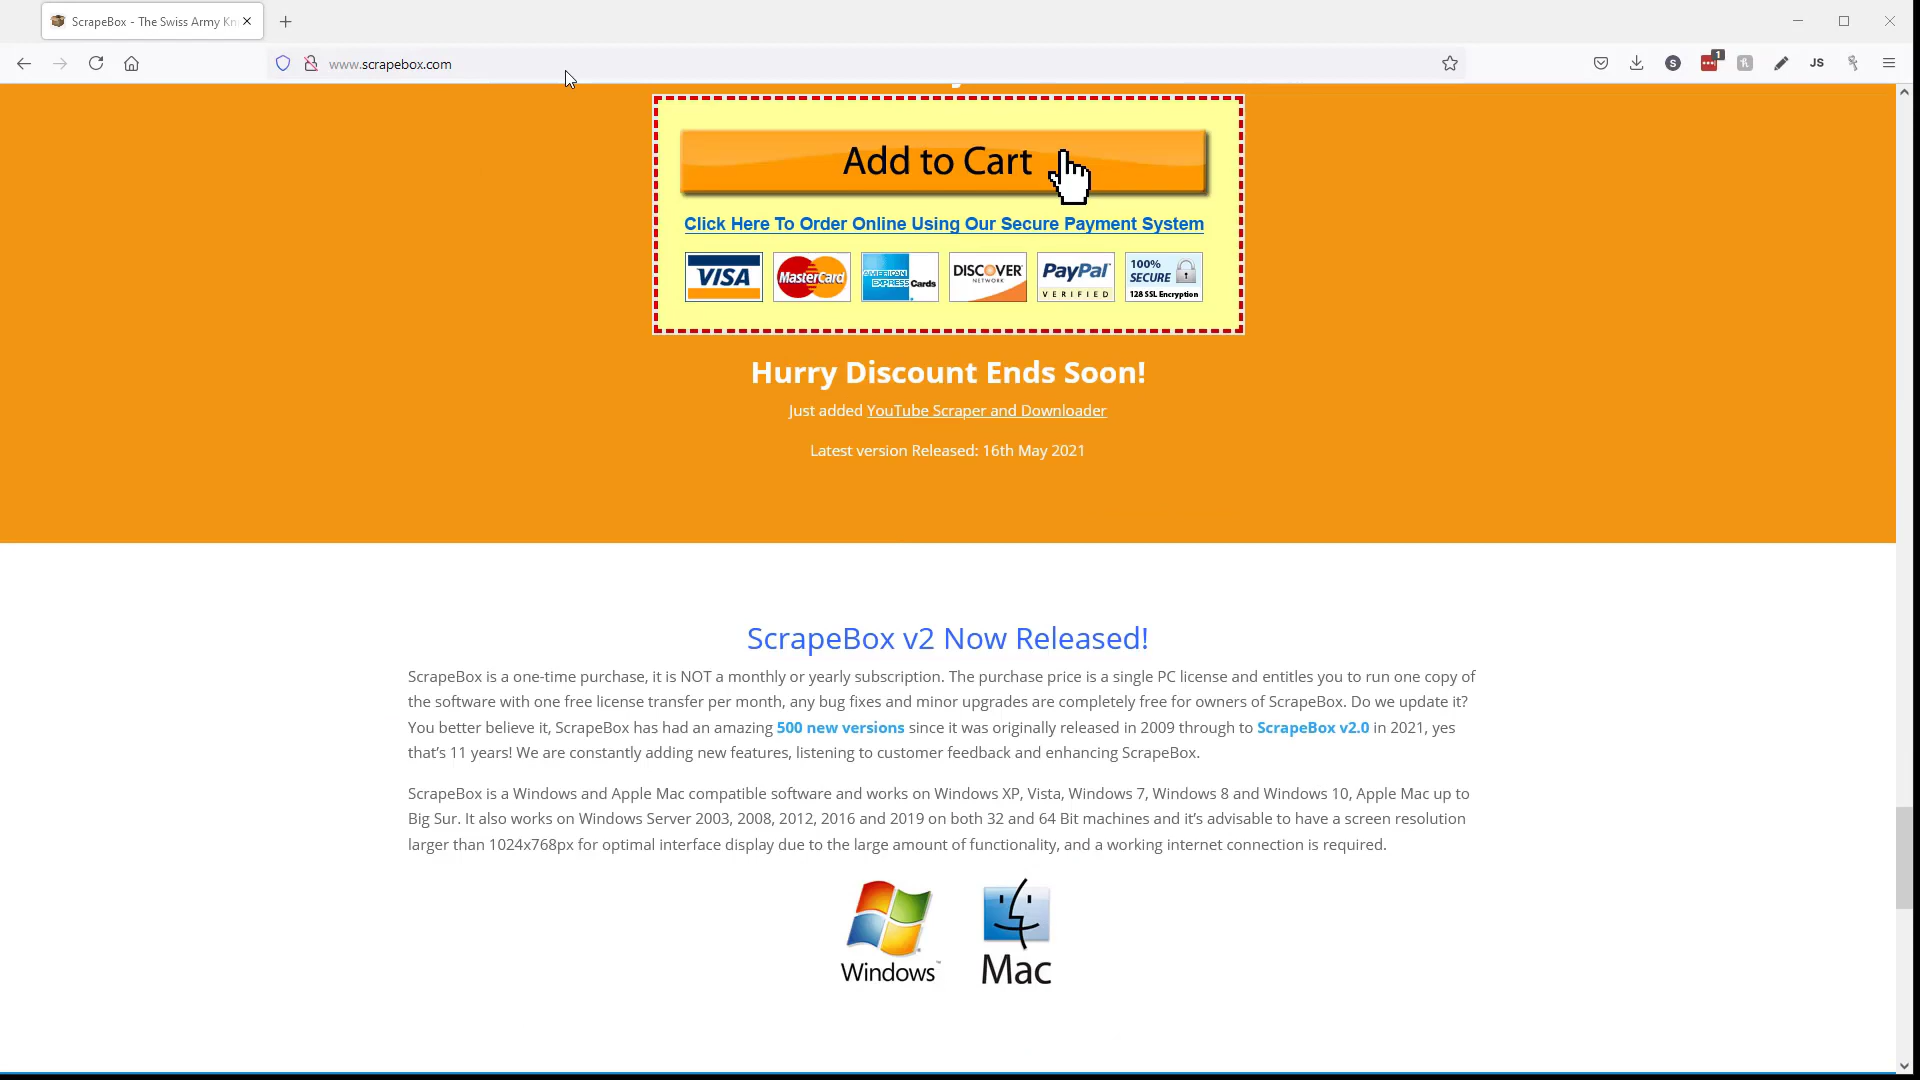 ScrapeBox - The Swiss Army Kn
www.scrapebox.com
S
1
JS
Add to Cart
Click Here To Order Online Using Our Secure Payment System
VISA
MasterCard
AMERICAN EXPRESS Cards
DISCOVER NETWORK
PayPal VERIFIED
100% SECURE 128 SSL Encryption
Hurry Discount Ends Soon!
Just added YouTube Scraper and Downloader
Latest version Released: 16th May 2021
ScrapeBox v2 Now Released!
ScrapeBox is a one-time purchase, it is NOT a monthly or yearly subscription. The purchase price is a single PC license and entitles you to run one copy of
the software with one free license transfer per month, any bug fixes and minor upgrades are completely free for owners of ScrapeBox. Do we update it?
You better believe it, ScrapeBox has had an amazing 500 new versions since it was originally released in 2009 through to ScrapeBox v2.0 in 2021, yes
that's 11 years! We are constantly adding new features, listening to customer feedback and enhancing ScrapeBox.
ScrapeBox is a Windows and Apple Mac compatible software and works on Windows XP, Vista, Windows 7, Windows 8 and Windows 10, Apple Mac up to
Big Sur. It also works on Windows Server 2003, 2008, 2012, 2016 and 2019 on both 32 and 64 Bit machines and it's advisable to have a screen resolution
larger than 1024x768px for optimal interface display due to the large amount of functionality, and a working internet connection is required.
Windows™
Mac